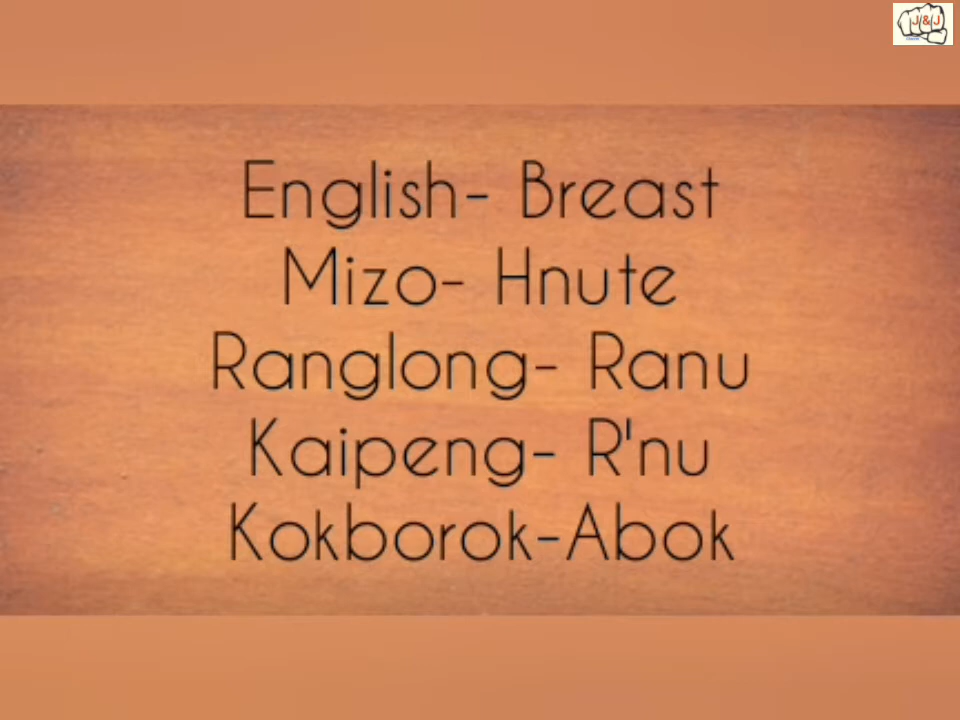 J&J
English- Breast
Mizo- Hnute
Ranglong- Ranu
Kaipeng- R'nu
Kokborok-Abok